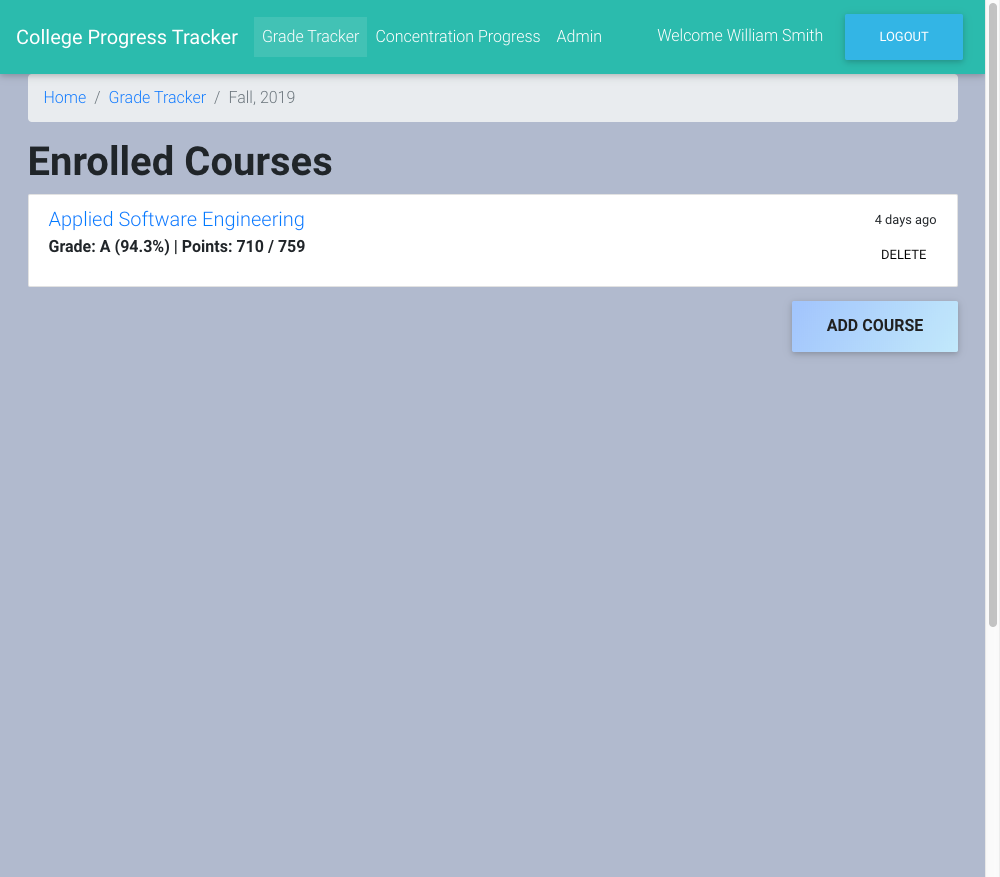 College Progress Tracker Grade Tracker Concentration Progress Admin Welcome William Smith LOGOUT
Home / Grade Tracker / Fall, 2019
Enrolled Courses
Applied Software Engineering 4 days ago
Grade: A (94.3%) | Points: 710 / 759
DELETE
ADD COURSE